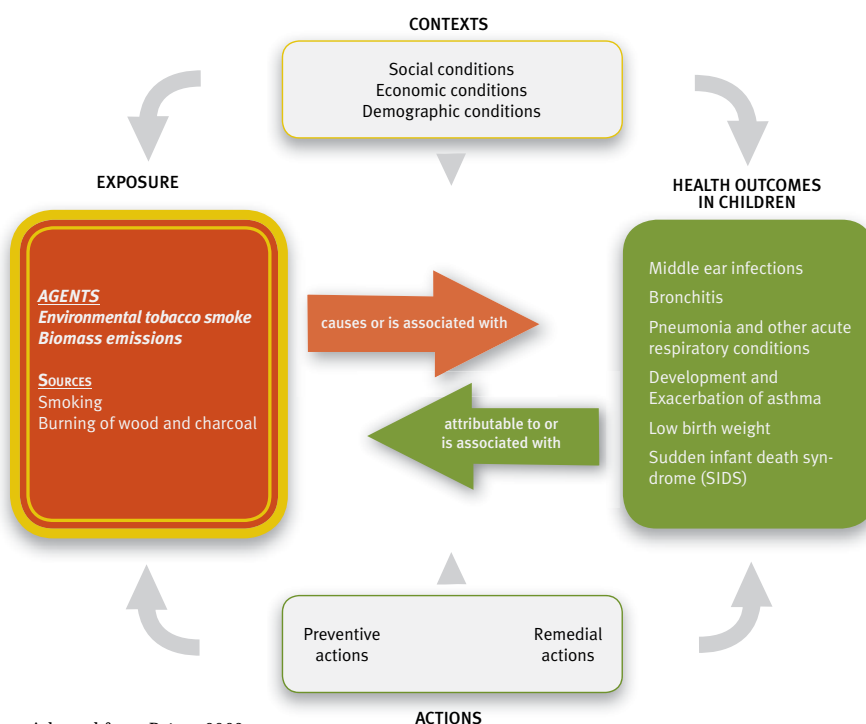 CONTEXTS
Social conditions
Economic conditions
Demographic conditions
EXPOSURE
HEALTH OUTCOMES
IN CHILDREN
AGENTS
Environmental tobacco smoke
Biomass emissions
SOURCES
Smoking
Burning of wood and charcoal
causes or is associated with
attributable to or
is associated with
Middle ear infections
Bronchitis
Pneumonia and other acute
respiratory conditions
Development and
Exacerbation of asthma
Low birth weight
Sudden infant death syn-
drome (SIDS)
Preventive
actions
Remedial
actions
ACTIONS